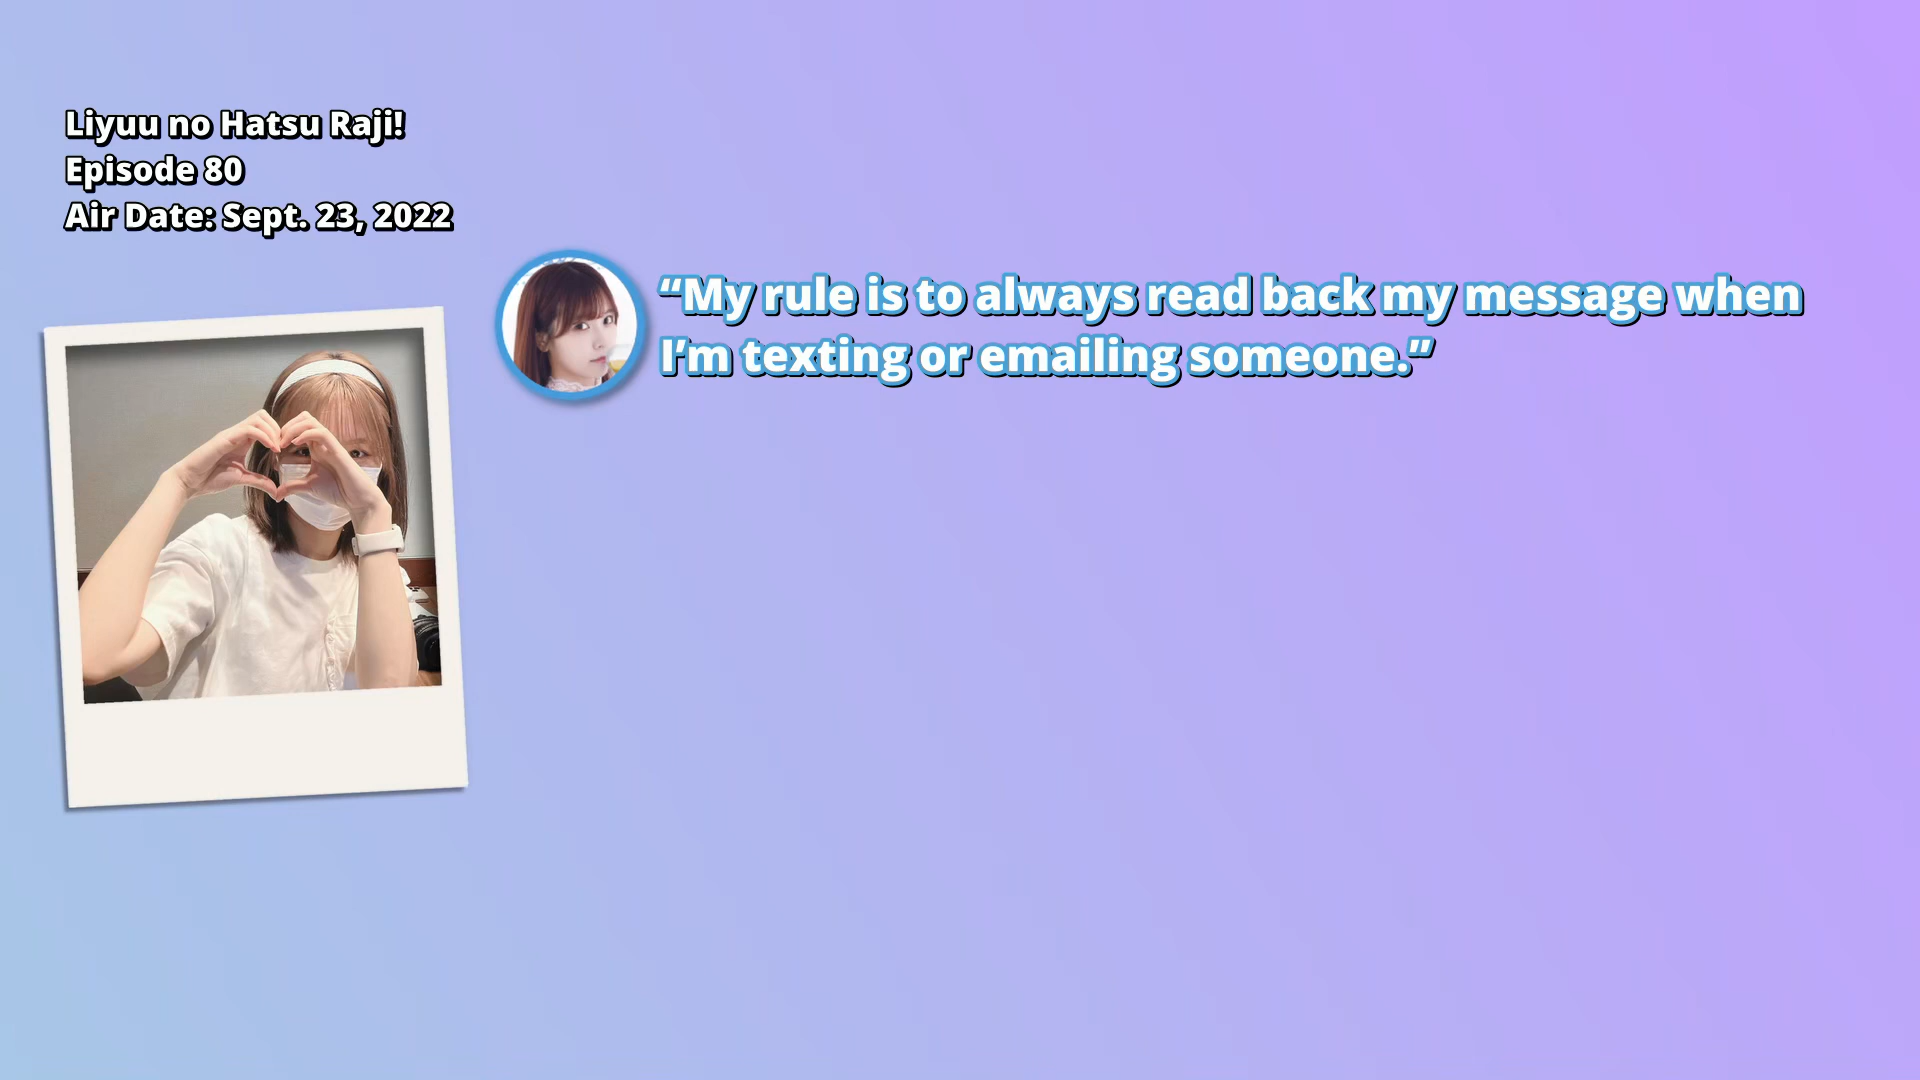 Liyuu no Hatsu Raji!
Episode 80
Air Date: Sept. 23, 2022
“My rule is to always read back my message when
I’m texting or emailing someone.”